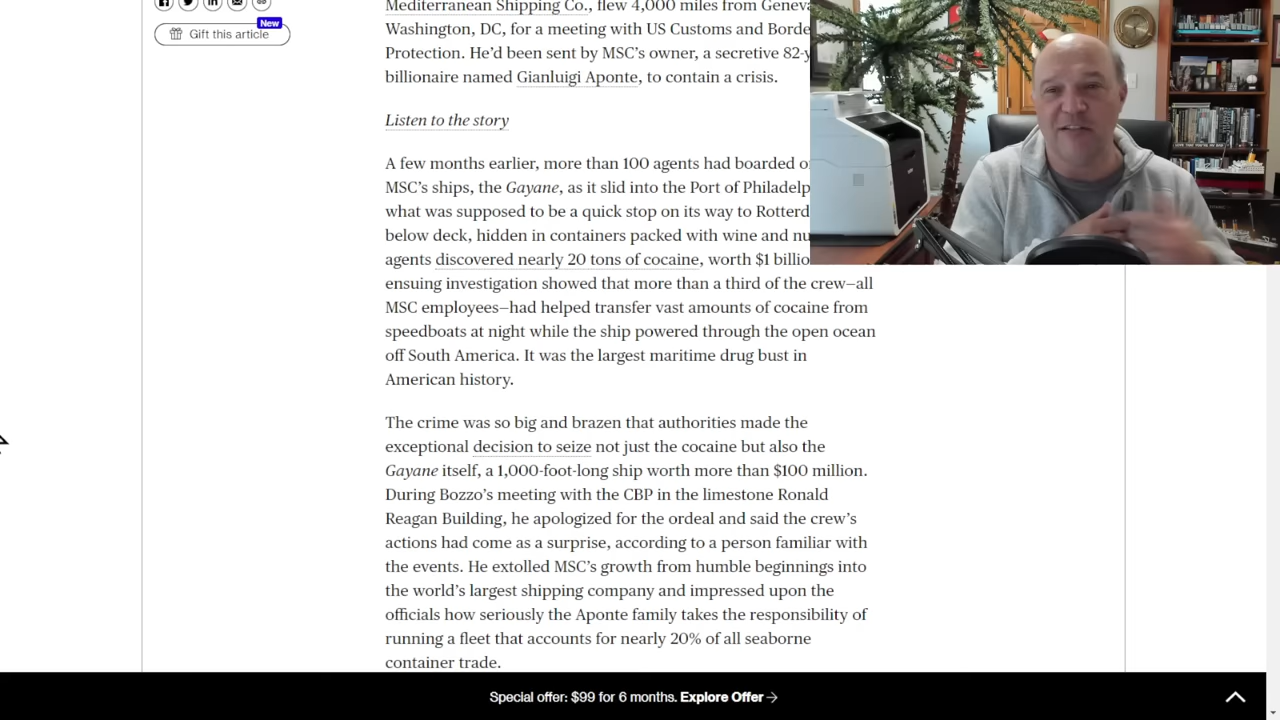 New
Gift this article
Mediterranean Shipping Co., flew 4,000 miles from Geneva
Washington, DC, for a meeting with US Customs and Borde
Protection. He’d been sent by MSC’s owner, a secretive 82-y
billionaire named Gianluigi Aponte, to contain a crisis.
Listen to the story
A few months earlier, more than 100 agents had boarded o
MSC’s ships, the Gayane, as it slid into the Port of Philadelp
what was supposed to be a quick stop on its way to Rotterd
below deck, hidden in containers packed with wine and nu
agents discovered nearly 20 tons of cocaine, worth $1 billio
ensuing investigation showed that more than a third of the crew—all
MSC employees—had helped transfer vast amounts of cocaine from
speedboats at night while the ship powered through the open ocean
off South America. It was the largest maritime drug bust in
American history.
The crime was so big and brazen that authorities made the
exceptional decision to seize not just the cocaine but also the
Gayane itself, a 1,000-foot-long ship worth more than $100 million.
During Bozzo’s meeting with the CBP in the limestone Ronald
Reagan Building, he apologized for the ordeal and said the crew’s
actions had come as a surprise, according to a person familiar with
the events. He extolled MSC’s growth from humble beginnings into
the world’s largest shipping company and impressed upon the
officials how seriously the Aponte family takes the responsibility of
running a fleet that accounts for nearly 20% of all seaborne
container trade.
Special offer: $99 for 6 months. Explore Offer →